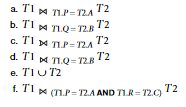 a. T1 ⋈ T1.P = T2.A T2
b. T1 ⋈ T1.Q = T2.B T2
c. T1 ⋈ T1.P = T2.A T2
d. T1 ⋈ T1.Q = T2.B T2
e. T1 ∪ T2
f. T1 ⋈ (T1.P = T2.A AND T1.R = T2.C) T2